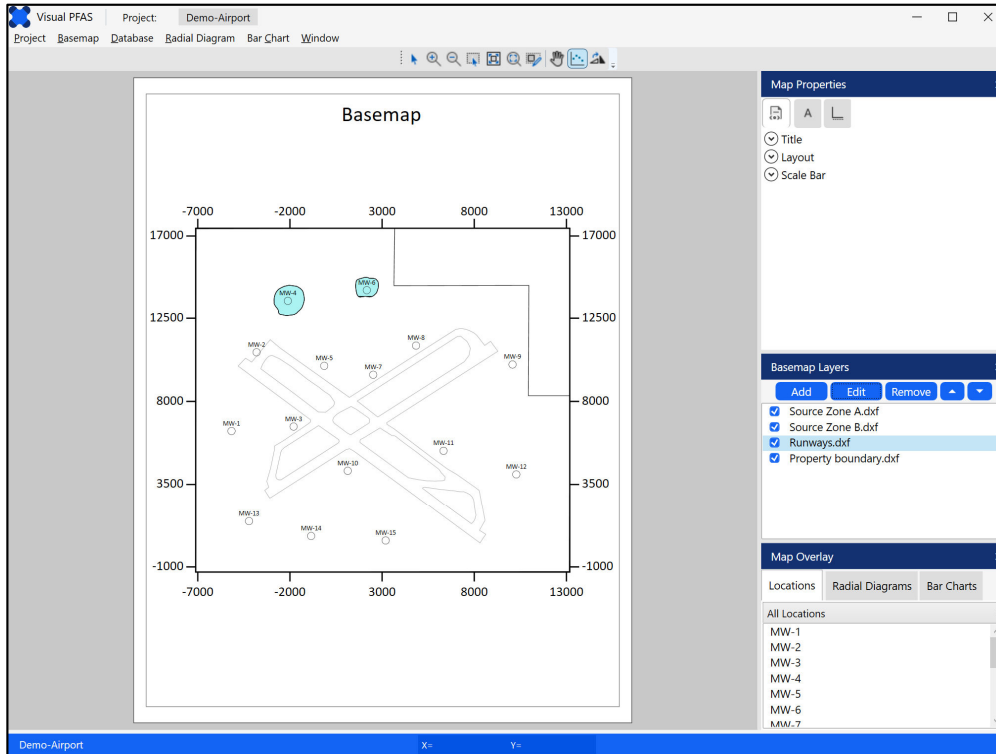 Visual PFAS Project: Demo-Airport
Project Basemap Database Radial Diagram Bar Chart Window
Basemap
-7000 -2000 3000 8000 13000
17000 17000
MW-6
MW-4
12500 12500
MW-8
MW-2
MW-9
MW-5
MW-7
8000 8000
MW-3
MW-1
MW-11
MW-10
MW-12
3500 3500
MW-13
MW-14
MW-15
-1000 -1000
-7000 -2000 3000 8000 13000
Map Properties
A
Title
Layout
Scale Bar
Basemap Layers
Add Edit Remove
Source Zone A.dxf
Source Zone B.dxf
Runways.dxf
Property boundary.dxf
Map Overlay
Locations Radial Diagrams Bar Charts
All Locations
MW-1
MW-2
MW-3
MW-4
MW-5
MW-6
MW-7
Demo-Airport X= Y=